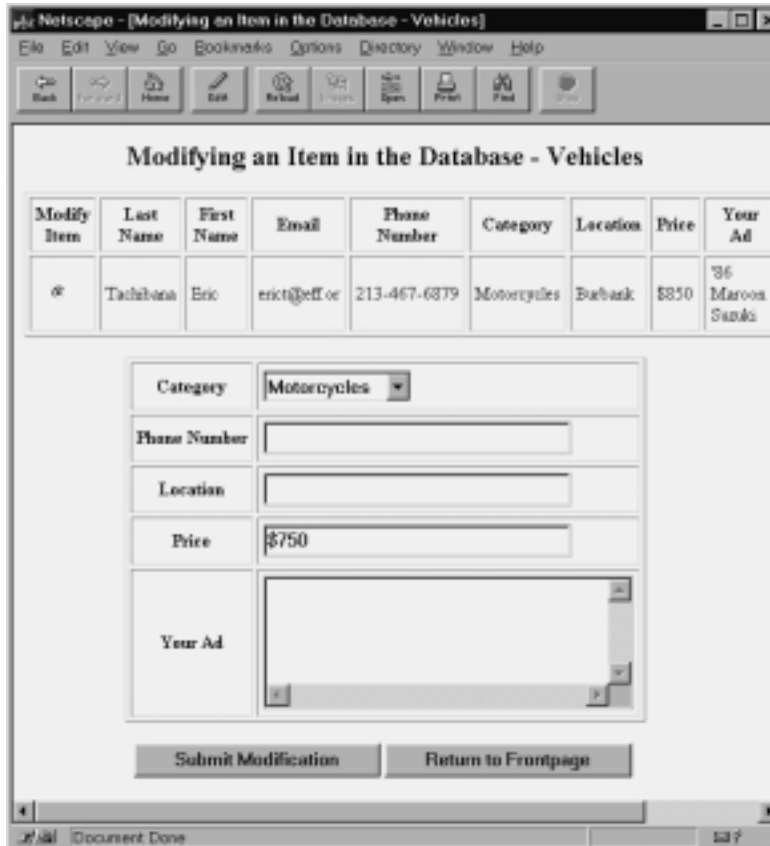 Netscape - [Modifying an Item in the Database - Vehicles]
File Edit View Go Bookmarks Options Directory Window Help
Back Forward Home Edit Reload Images Open Print Find Stop
Modifying an Item in the Database - Vehicles
Modify Item Last Name First Name Email Phone Number Category Location Price Your Ad
Tachibana Eric erict@eff.or 213-467-6879 Motorcycles Burbank $850 '86 Maroon Suzuki
Category Motorcycles
Phone Number
Location
Price $750
Your Ad
Submit Modification Return to Frontpage
Document Done